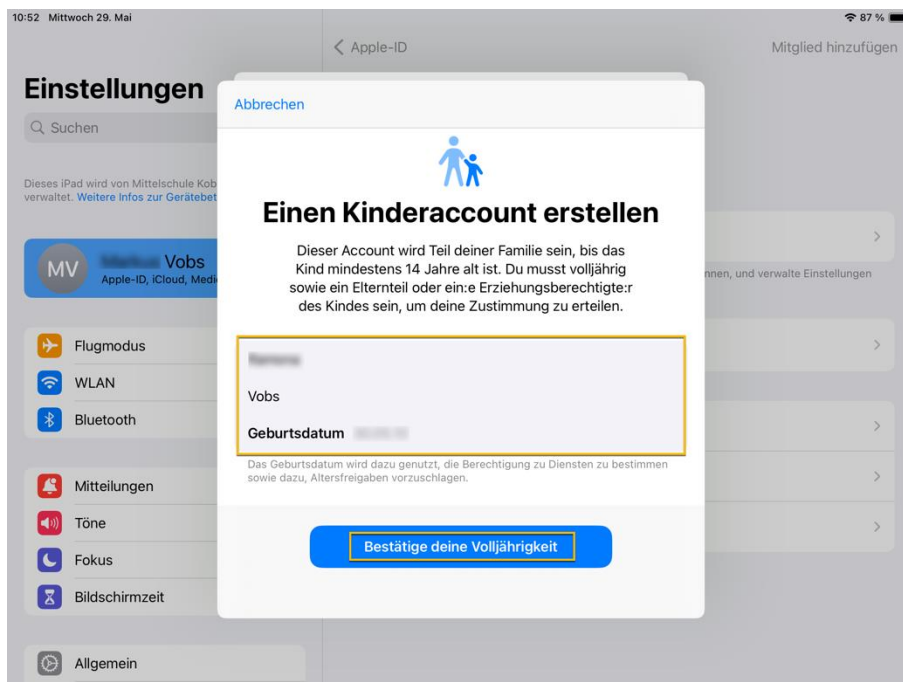 10:52 Mittwoch 29. Mai
87 %
Apple-ID
Mitglied hinzufügen
Einstellungen
Suchen
Dieses iPad wird von Mittelschule Kob
verwaltet. Weitere Infos zur Gerätebet
MV
Vobs
Apple-ID, iCloud, Medi
Flugmodus
WLAN
Bluetooth
Mitteilungen
Töne
Fokus
Bildschirmzeit
Allgemein
Abbrechen
Einen Kinderaccount erstellen
Dieser Account wird Teil deiner Familie sein, bis das
Kind mindestens 14 Jahre alt ist. Du musst volljährig
sowie ein Elternteil oder ein:e Erziehungsberechtigte:r
des Kindes sein, um deine Zustimmung zu erteilen.
Vobs
Geburtsdatum
Das Geburtsdatum wird dazu genutzt, die Berechtigung zu Diensten zu bestimmen
sowie dazu, Altersfreigaben vorzuschlagen.
Bestätige deine Volljährigkeit
nnen, und verwalte Einstellungen